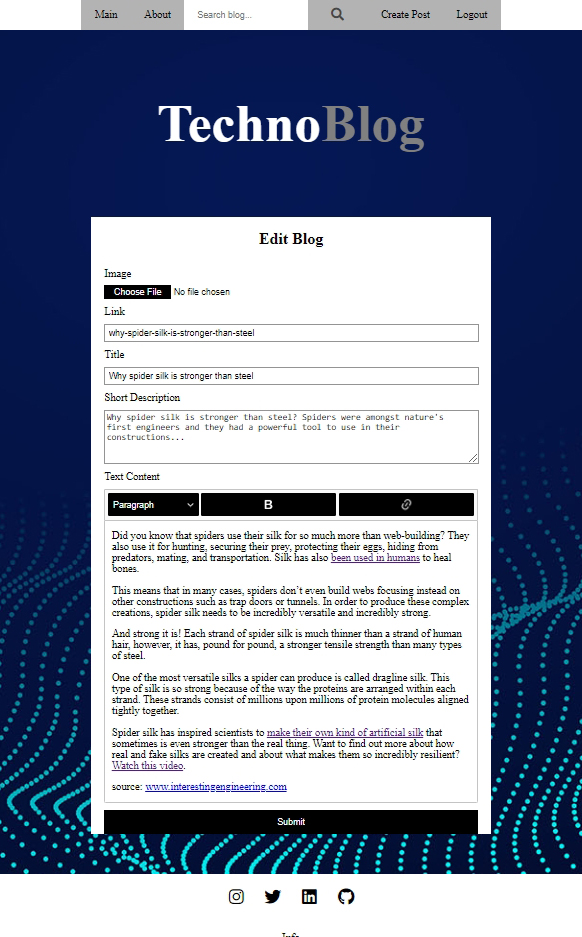 Main About Search blog... Create Post Logout
TechnoBlog
Edit Blog
Image
Choose File No file chosen
Link
why-spider-silk-is-stronger-than-steel
Title
Why spider silk is stronger than steel
Short Description
Why spider silk is stronger than steel? Spiders were amongst nature's
first engineers and they had a powerful tool to use in their
constructions...
Text Content
Paragraph B
Did you know that spiders use their silk for so much more than web-building? They
also use it for hunting, securing their prey, protecting their eggs, hiding from
predators, mating, and transportation. Silk has also been used in humans to heal
bones.
This means that in many cases, spiders don't even build webs focusing instead on
other constructions such as trap doors or tunnels. In order to produce these complex
creations, spider silk needs to be incredibly versatile and incredibly strong.
And strong it is! Each strand of spider silk is much thinner than a strand of human
hair, however, it has, pound for pound, a stronger tensile strength than many types
of steel.
One of the most versatile silks a spider can produce is called dragline silk. This
type of silk is so strong because of the way the proteins are arranged within each
strand. These strands consist of millions upon millions of protein molecules aligned
tightly together.
Spider silk has inspired scientists to make their own kind of artificial silk that
sometimes is even stronger than the real thing. Want to find out more about how
real and fake silks are created and about what makes them so incredibly resilient?
Watch this video.
source: www.interestingengineering.com
Submit